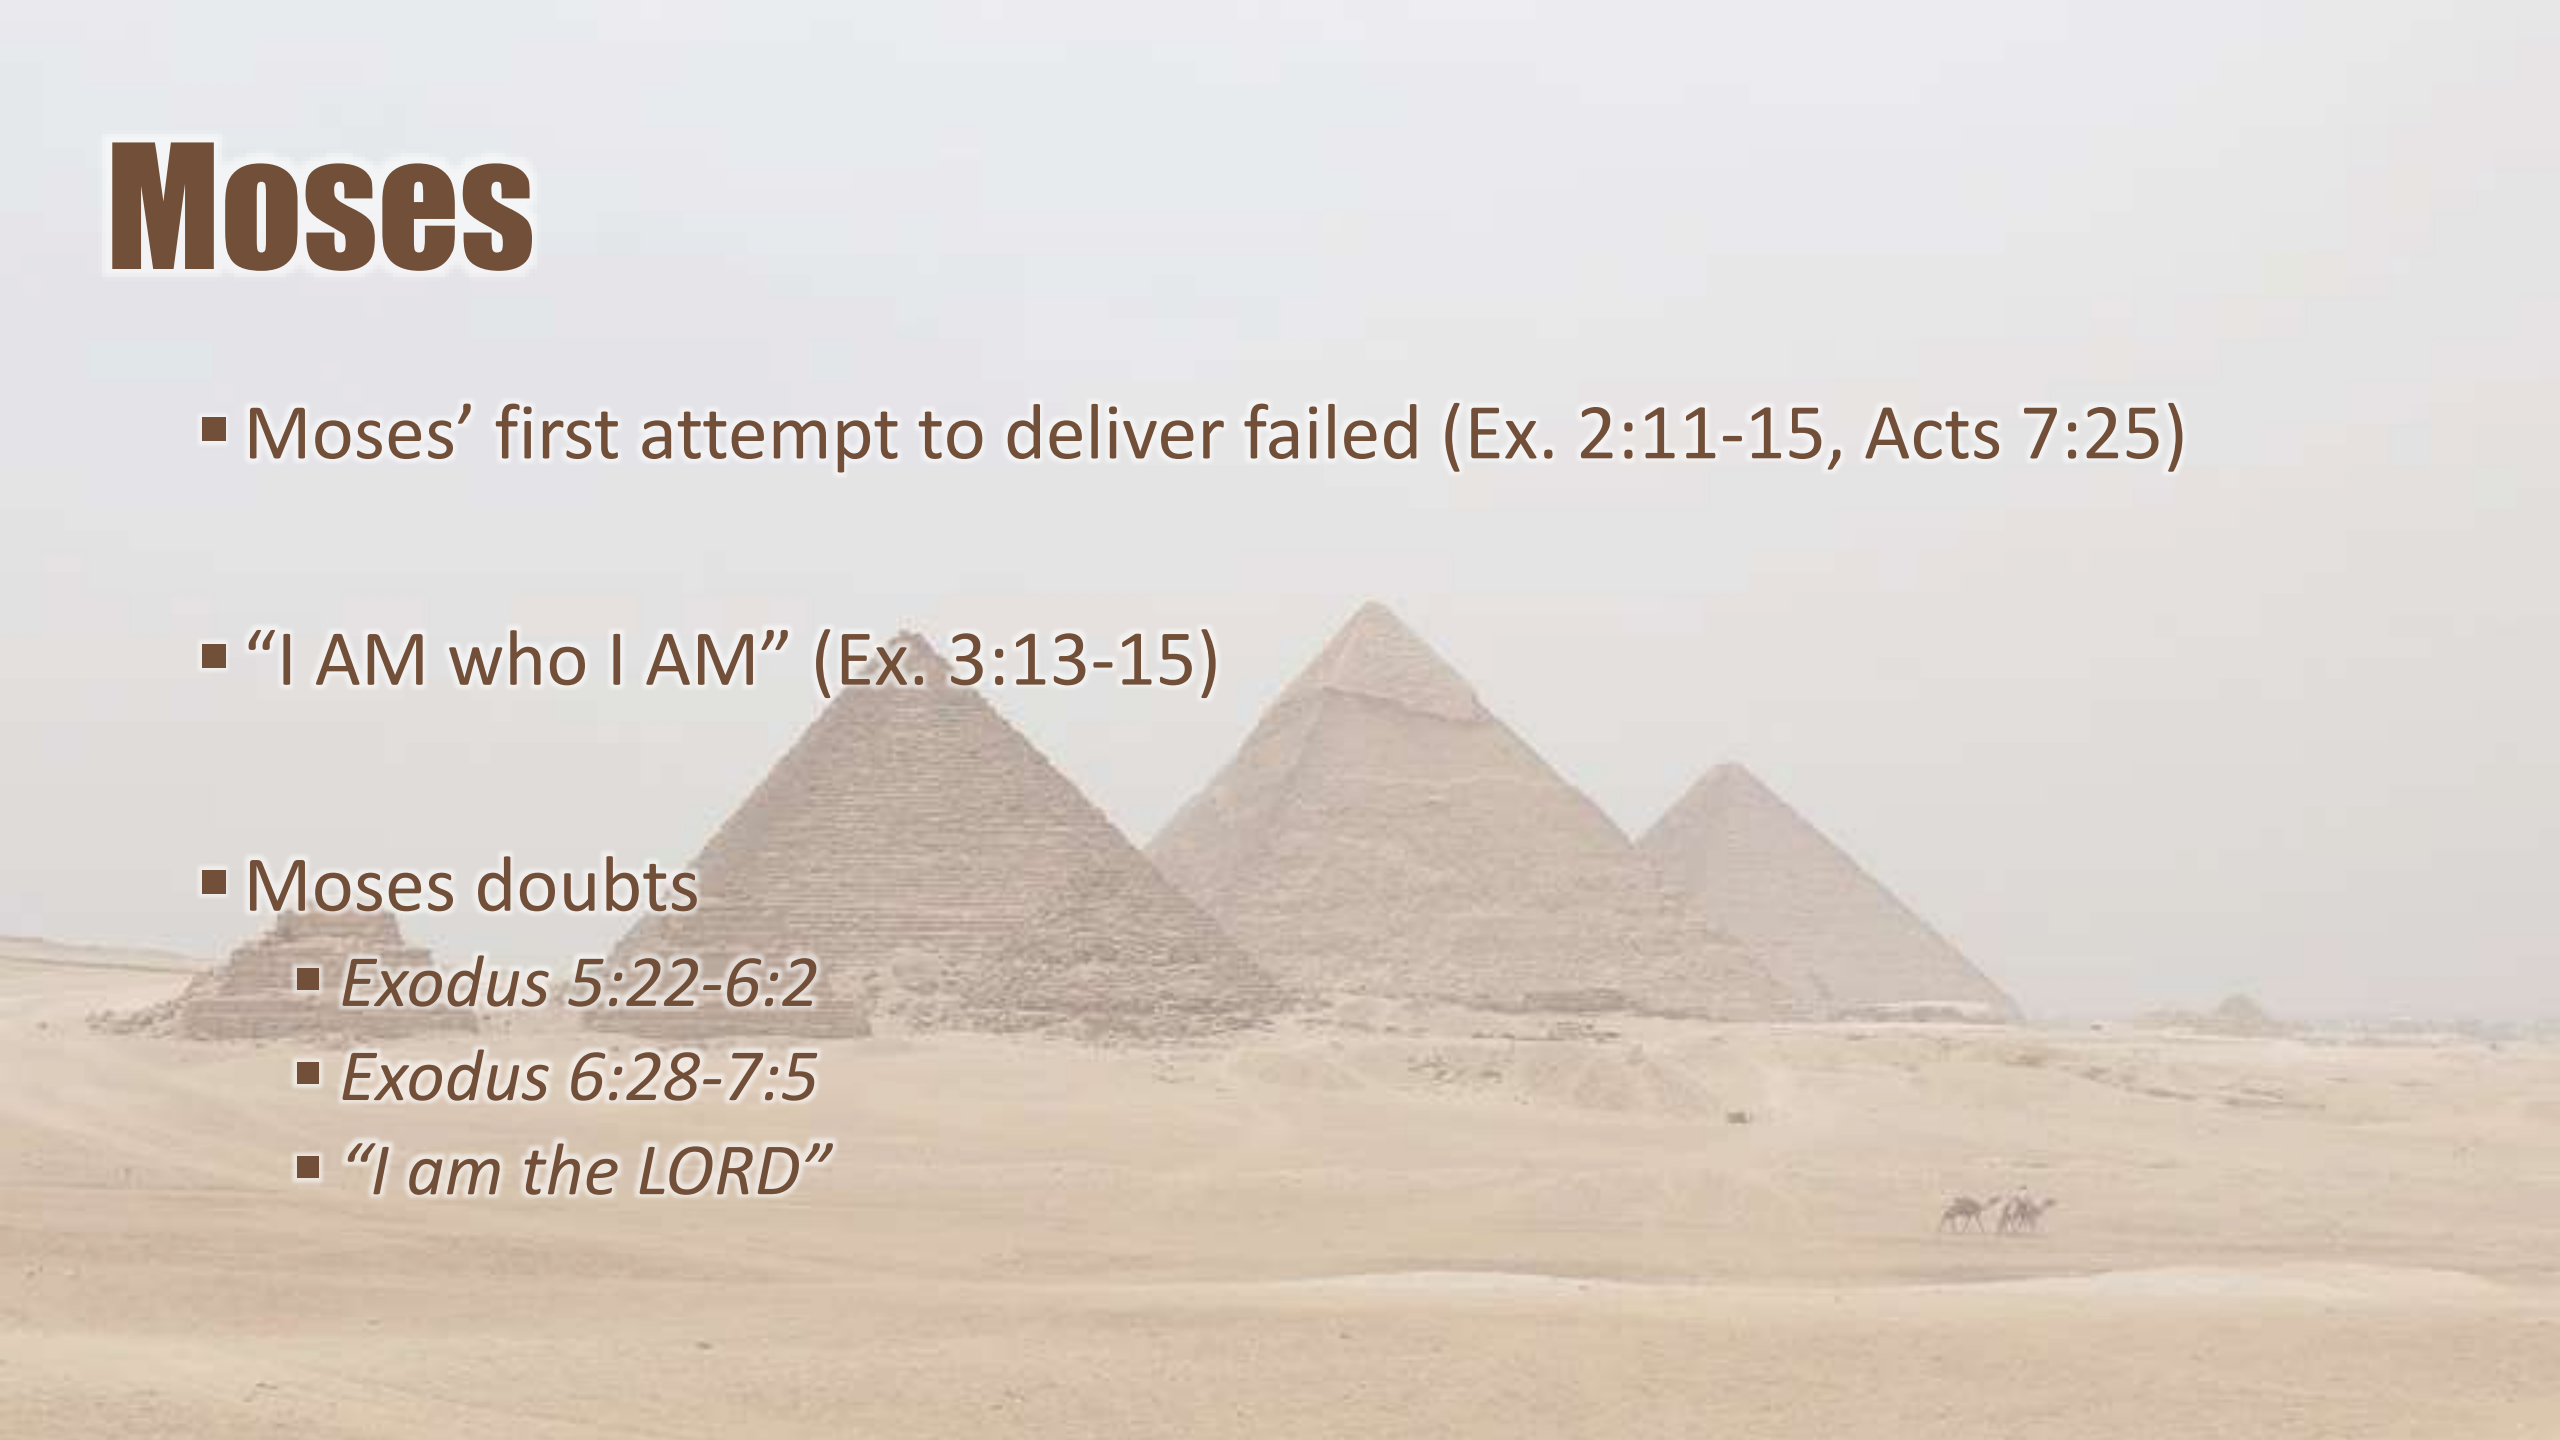 Moses
▪ Moses’ first attempt to deliver failed (Ex. 2:11-15, Acts 7:25)
▪ “I AM who I AM” (Ex. 3:13-15)
▪ Moses doubts
▪ Exodus 5:22-6:2
▪ Exodus 6:28-7:5
▪ “I am the LORD”